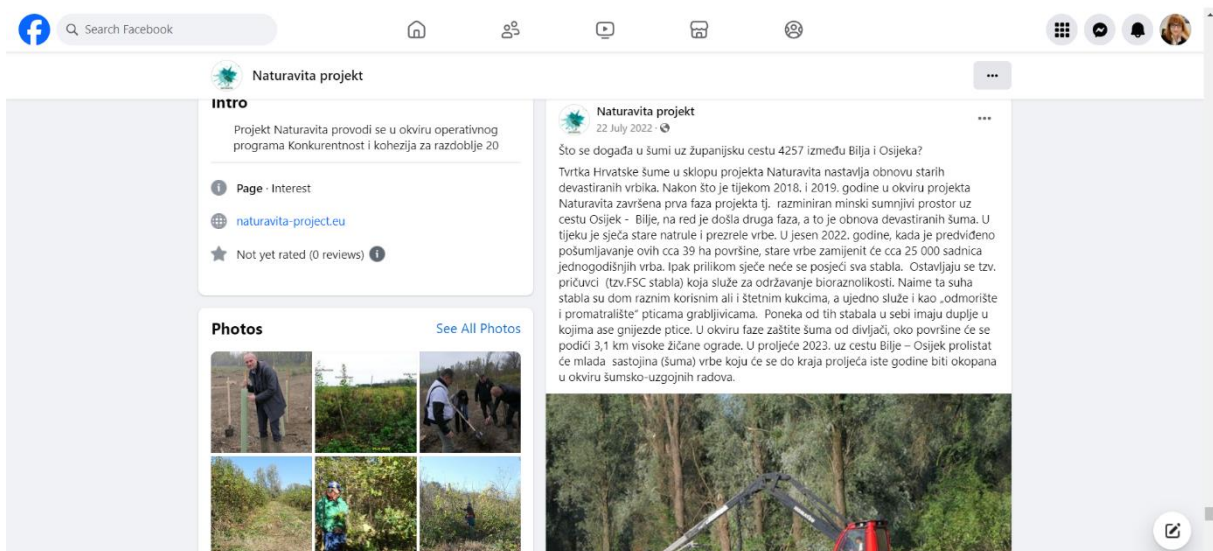 Search Facebook
Naturavita projekt
Intro
Projekt Naturavita provodi se u okviru operativnog
programa Konkurentnost i kohezija za razdoblje 20
Page · Interest
naturavita-project.eu
Not yet rated (0 reviews)
Photos
See All Photos
Naturavita projekt
22 July 2022 ·
Što se događa u šumi uz županijsku cestu 4257 između Bilja i Osijeka?
Tvrtka Hrvatske šume u sklopu projekta Naturavita nastavlja obnovu starih
devastiranih vrbika. Nakon što je tijekom 2018. i 2019. godine u okviru projekta
Naturavita završena prva faza projekta tj. razminiran minski sumnjivi prostor uz
cestu Osijek - Bilje, na red je došla druga faza, a to je obnova devastiranih šuma. U
tijeku je sječa stare natrule i prezrele vrbe. U jesen 2022. godine, kada je predviđeno
pošumljavanje ovih cca 39 ha površine, stare vrbe zamijenit će cca 25 000 sadnica
jednogodišnjih vrba. Ipak prilikom sječe neće se posjeći sva stabla. Ostavljaju se tzv.
pričuvci (tzv.FSC stabla) koja služe za održavanje bioraznolikosti. Naime ta suha
stabla su dom raznim korisnim ali i štetnim kukcima, a ujedno služe i kao „odmorište
i promatralište" pticama grabljivicama. Poneka od tih stabala u sebi imaju duplje u
kojima ase gnijezde ptice. U okviru faze zaštite šuma od divljači, oko površine će se
podići 3,1 km visoke žičane ograde. U proljeće 2023. uz cestu Bilje – Osijek prolistat
će mlada sastojina (šuma) vrbe koju će se do kraja proljeća iste godine biti okopana
u okviru šumsko-uzgojnih radova.